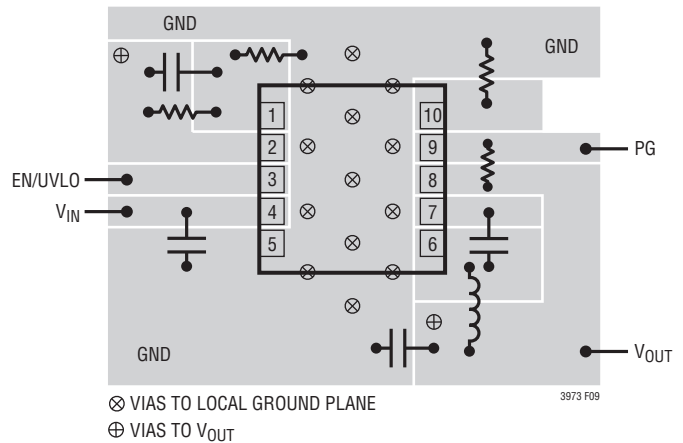 GND
GND
1
10
2
9
PG
EN/UVLO
3
8
VIN
4
7
5
6
GND
VOUT
⊗ VIAS TO LOCAL GROUND PLANE
3973 F09
⊕ VIAS TO VOUT